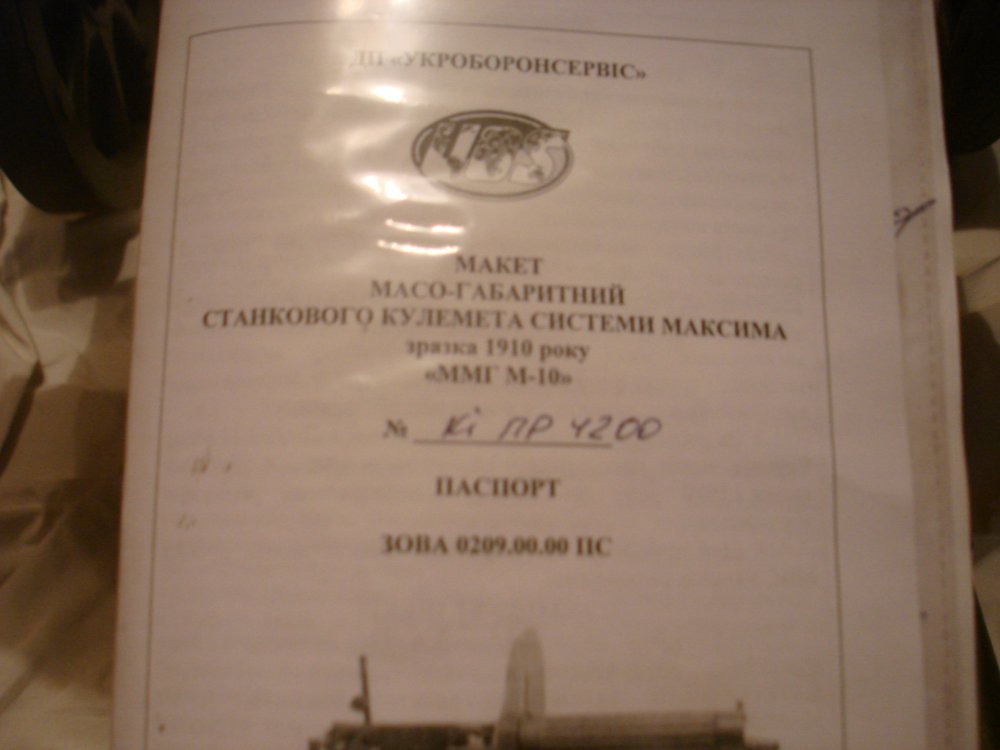 ДП «УКРОБОРОНСЕРВІС»
МАКЕТ
МАСО-ГАБАРИТНИЙ
СТАНКОВОГО КУЛЕМЕТА СИСТЕМИ МАКСИМА
зразка 1910 року
«ММГ М-10»
№ Кі ПР 4200
ПАСПОРТ
ЗОВА 0209.00.00 ПС